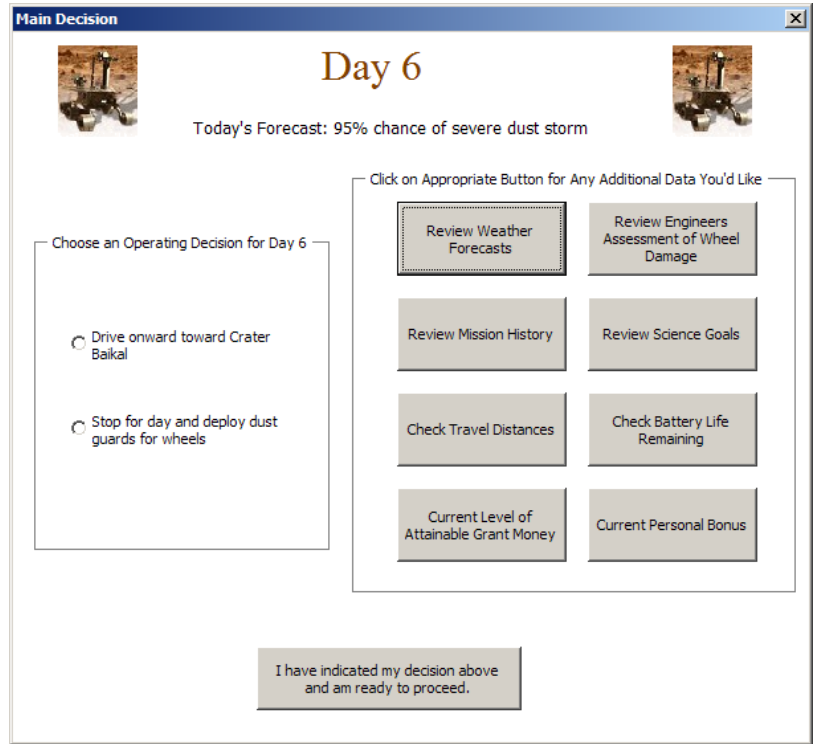 Main Decision
Day 6
Today's Forecast: 95% chance of severe dust storm
Choose an Operating Decision for Day 6
Drive onward toward Crater
Baikal
Stop for day and deploy dust
guards for wheels
Click on Appropriate Button for Any Additional Data You'd Like
Review Weather
Forecasts
Review Engineers
Assessment of Wheel
Damage
Review Mission History
Review Science Goals
Check Travel Distances
Check Battery Life
Remaining
Current Level of
Attainable Grant Money
Current Personal Bonus
I have indicated my decision above
and am ready to proceed.